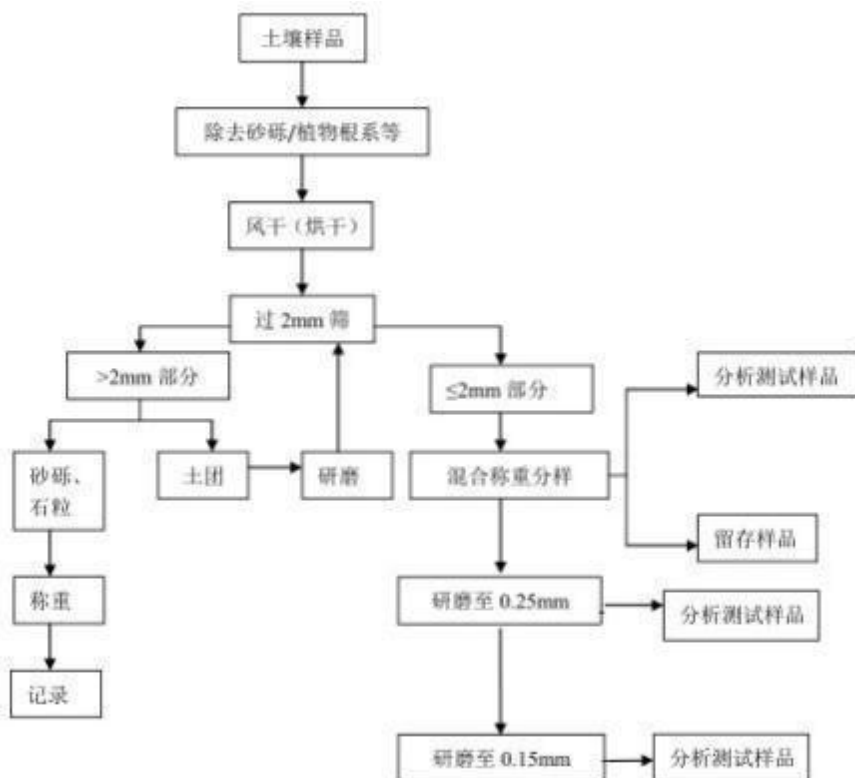 土壤样品
除去砂砾/植物根系等
风干（烘干）
过 2mm 筛
>2mm 部分
≤2mm 部分
分析测试样品
砂砾、
石粒
土团
研磨
混合称重分样
留存样品
称重
研磨至 0.25mm
分析测试样品
记录
研磨至 0.15mm
分析测试样品